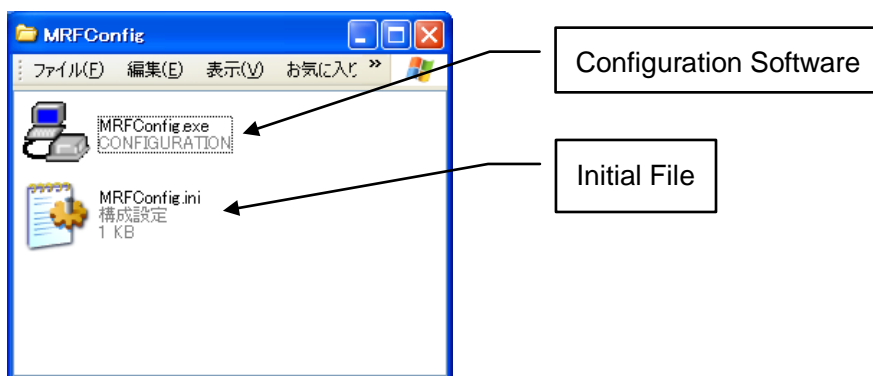 MRFConfig
ファイル(F) 編集(E) 表示(V) お気に入り »
Configuration Software
MRFConfig.exe
CONFIGURATION
Initial File
MRFConfig.ini
構成設定
1 KB